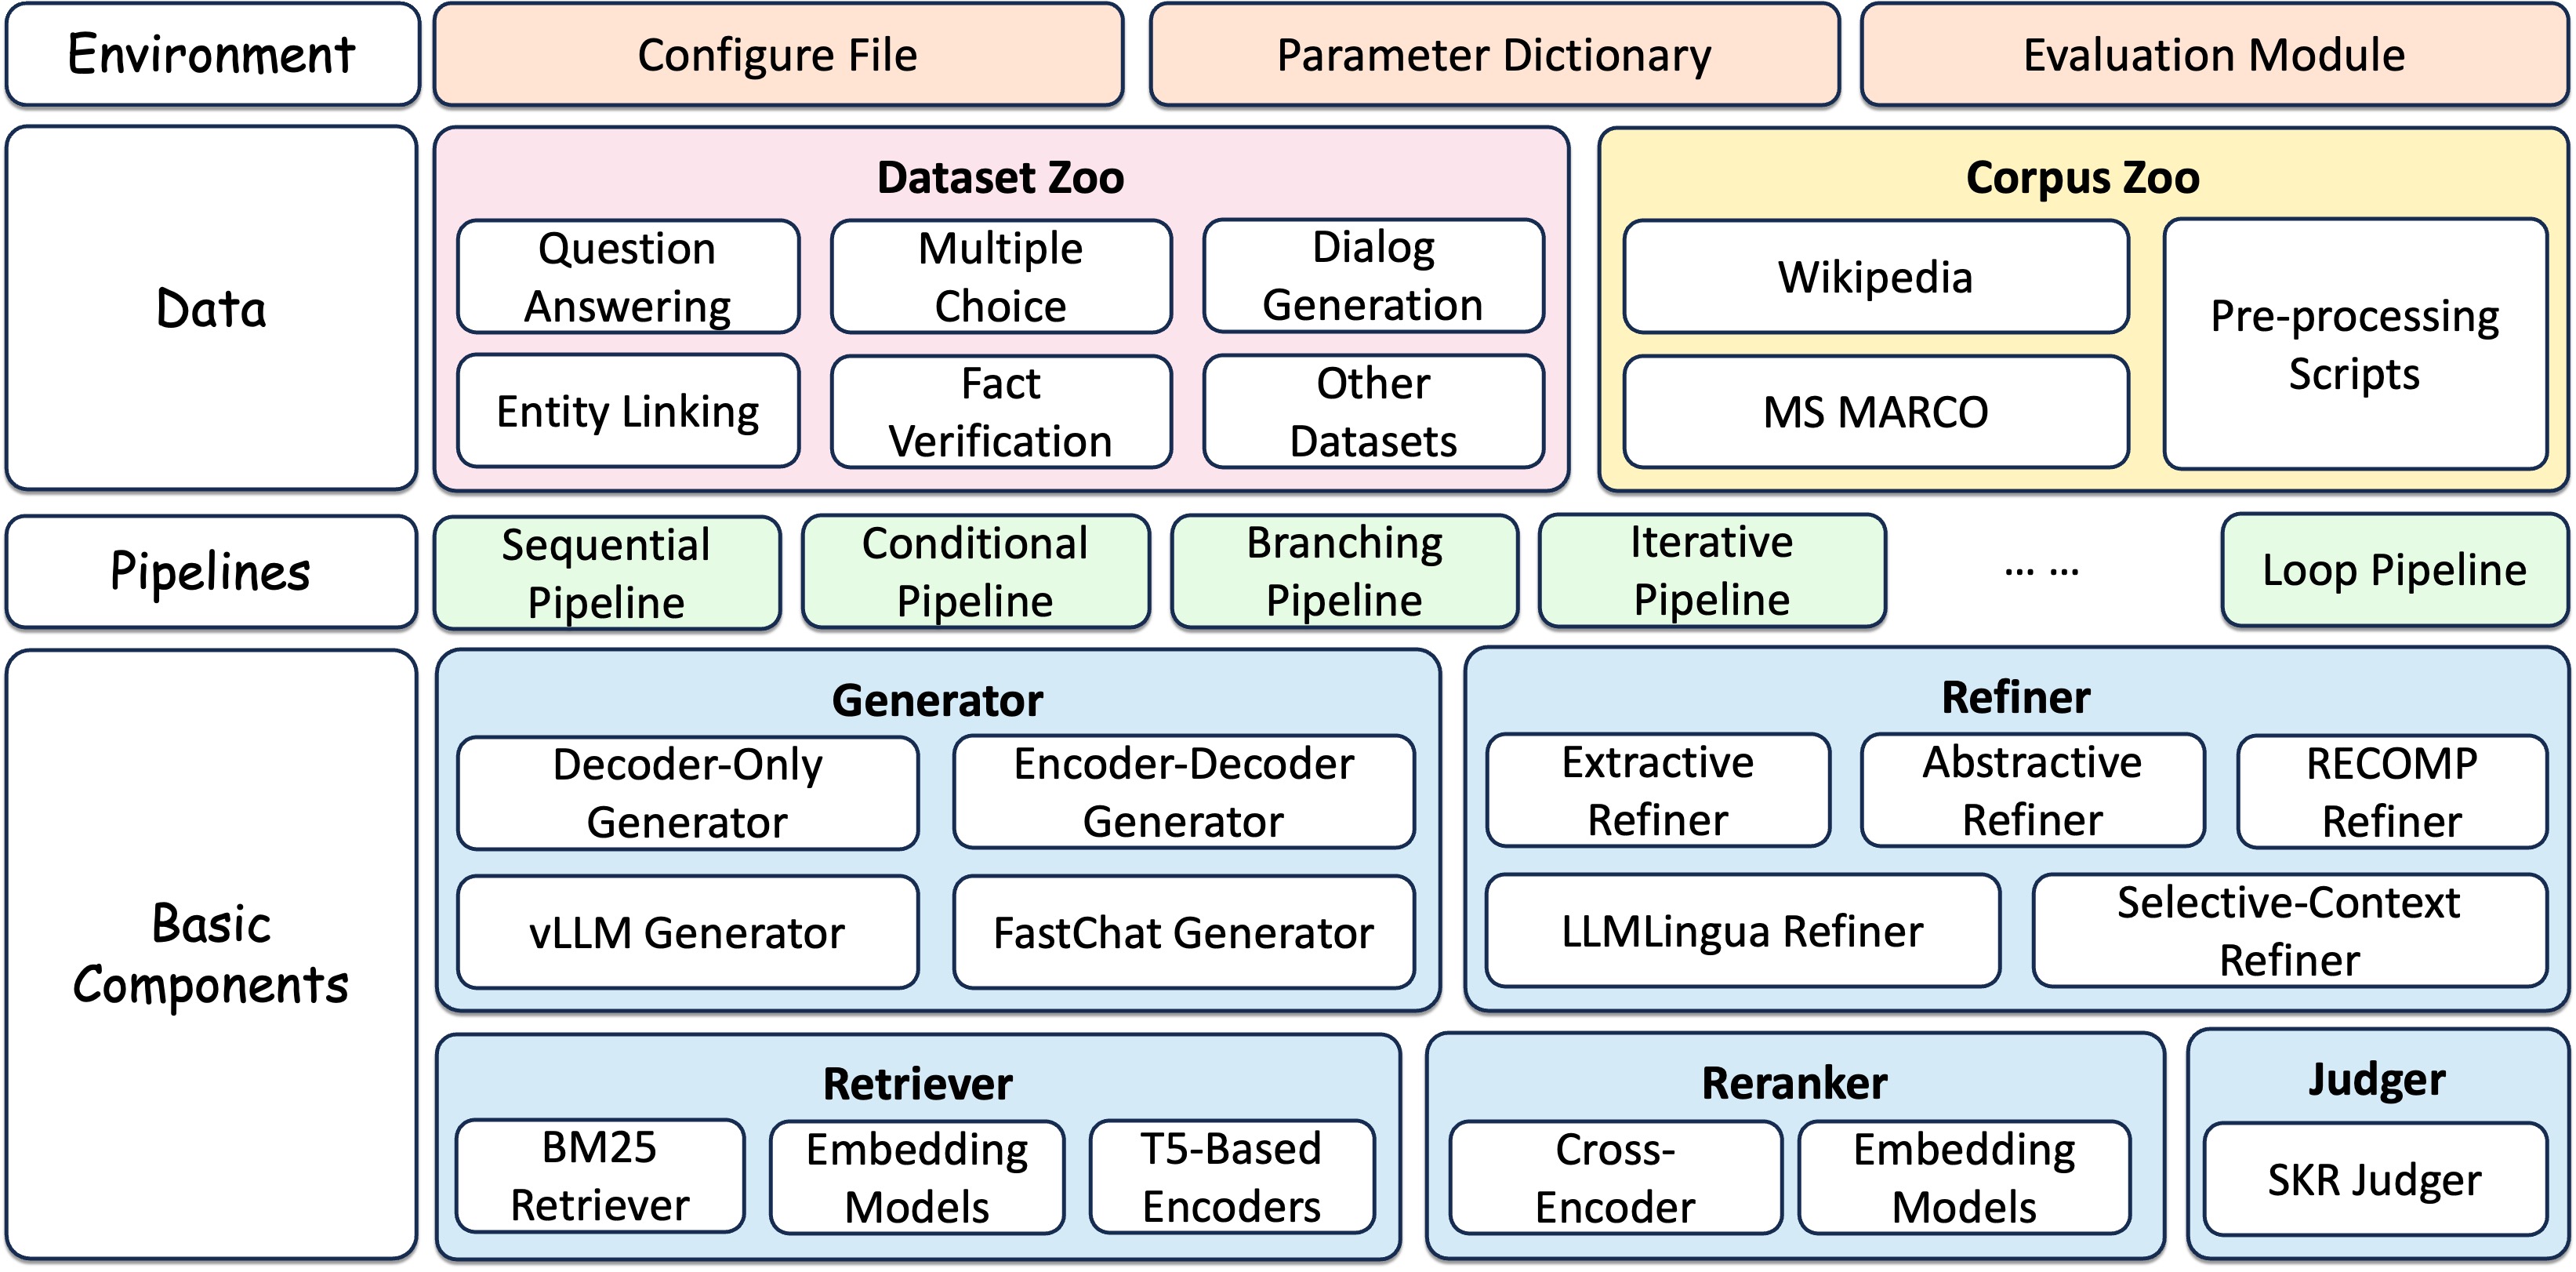 Environment
Configure File
Parameter Dictionary
Evaluation Module
Data
Dataset Zoo
Question
Answering
Multiple
Choice
Dialog
Generation
Entity Linking
Fact
Verification
Other
Datasets
Corpus Zoo
Wikipedia
MS MARCO
Pre-processing
Scripts
Pipelines
Sequential
Pipeline
Conditional
Pipeline
Branching
Pipeline
Iterative
Pipeline
... ...
Loop Pipeline
Basic
Components
Generator
Decoder-Only
Generator
Encoder-Decoder
Generator
vLLM Generator
FastChat Generator
Refiner
Extractive
Refiner
Abstractive
Refiner
RECOMP
Refiner
LLMLingua Refiner
Selective-Context
Refiner
Retriever
BM25
Retriever
Embedding
Models
T5-Based
Encoders
Reranker
Cross-
Encoder
Embedding
Models
Judger
SKR Judger